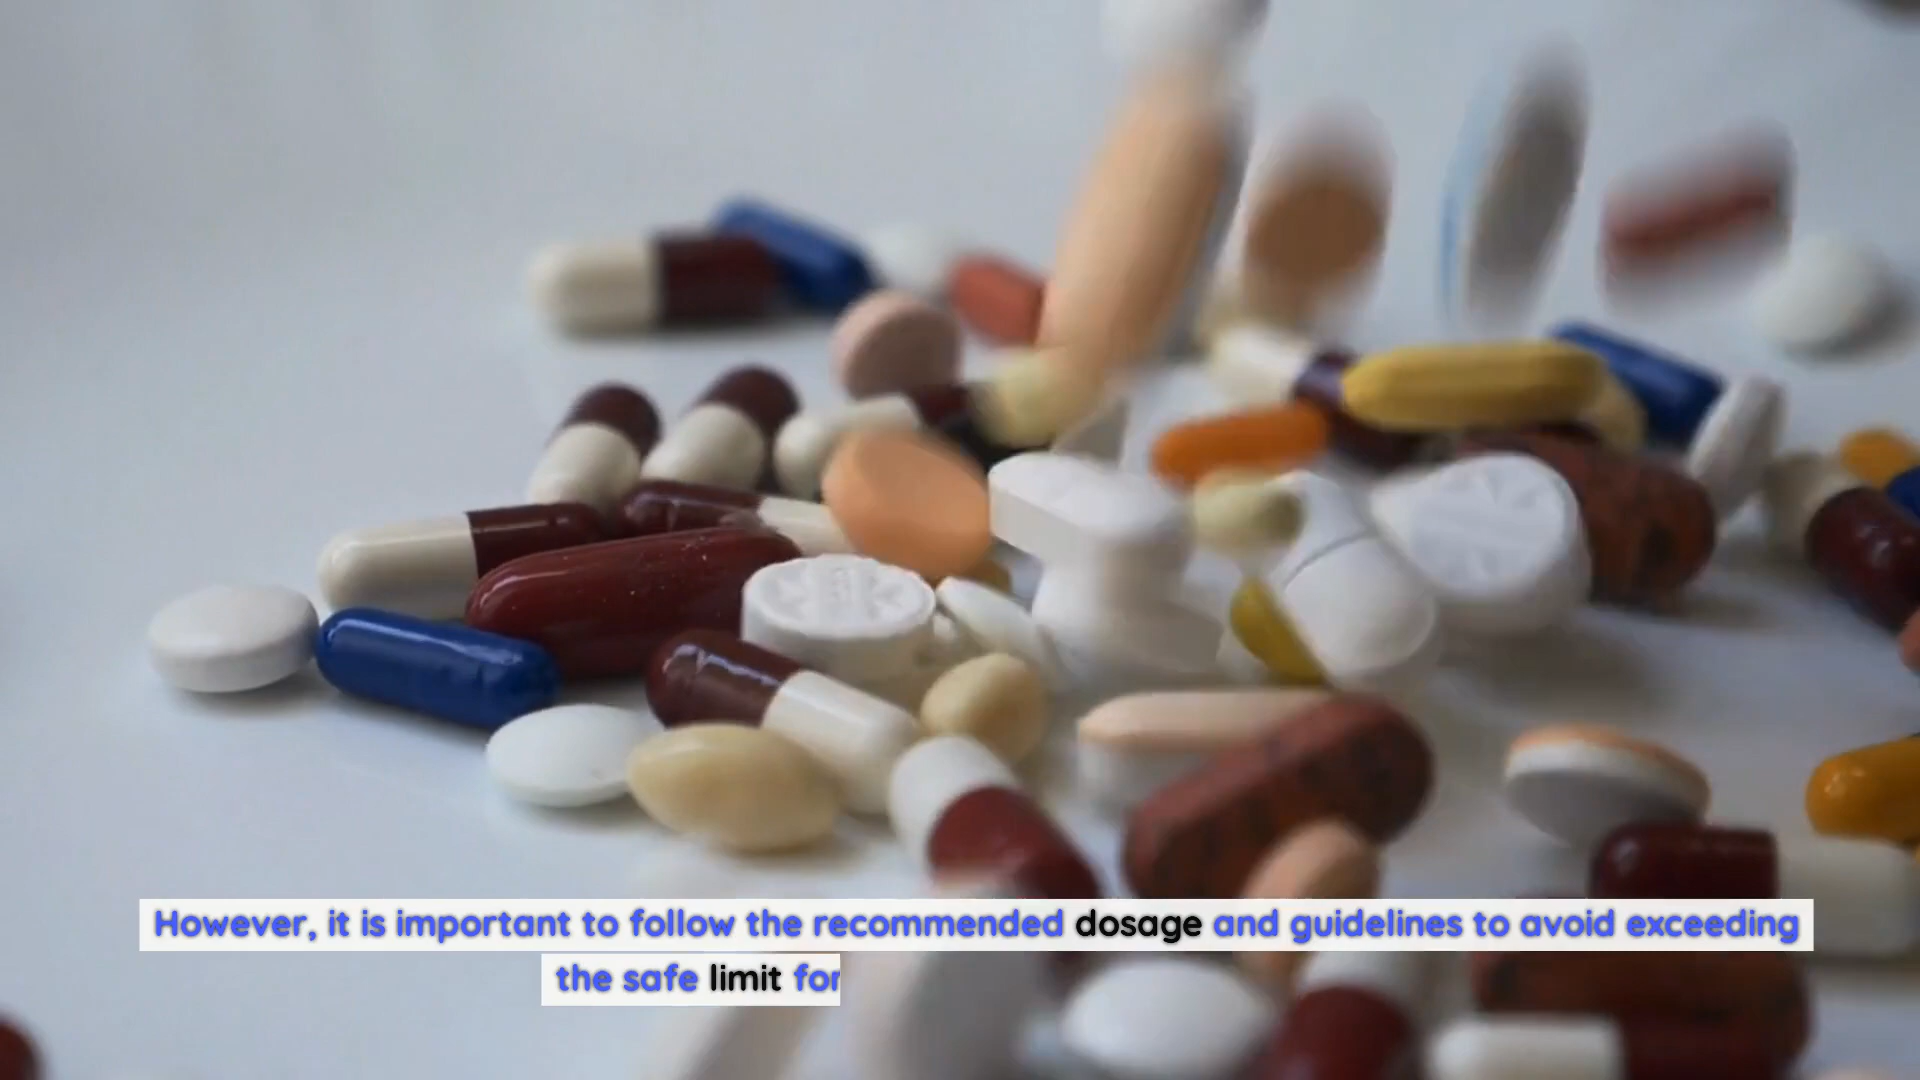 However, it is important to follow the recommended dosage and guidelines to avoid exceeding
the safe limit for